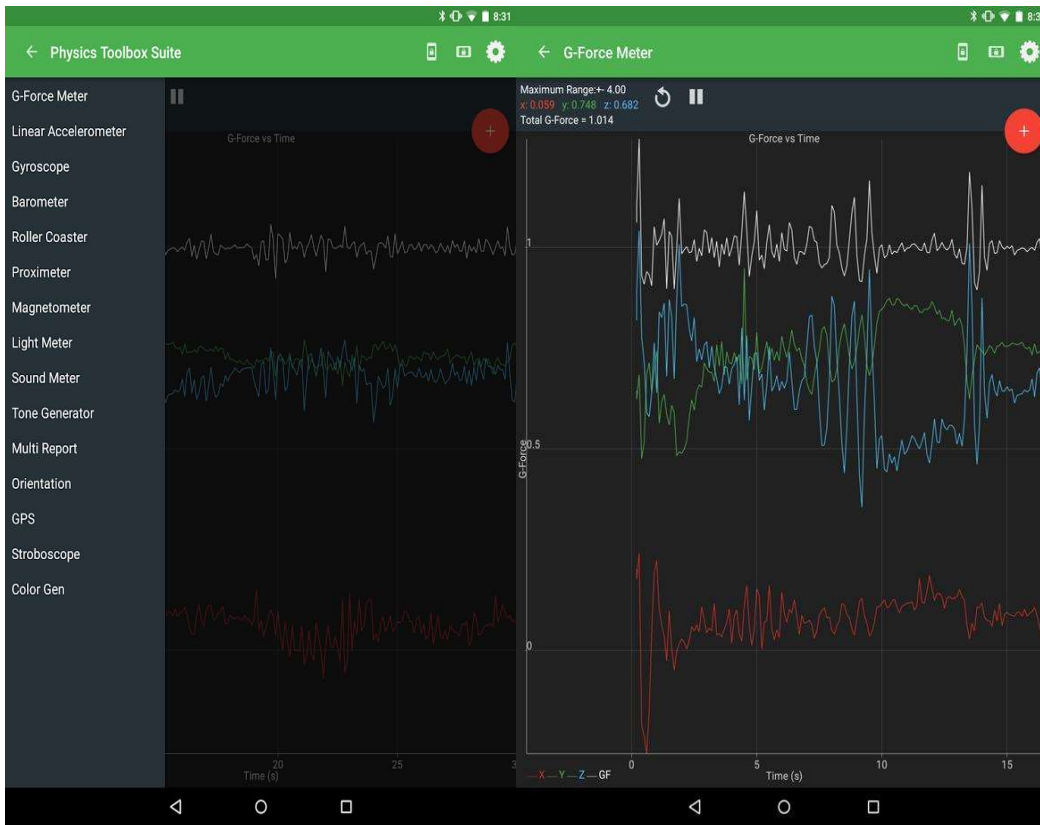 8:31
Physics Toolbox Suite
G-Force Meter
Linear Accelerometer
Gyroscope
Barometer
Roller Coaster
Proximeter
Magnetometer
Light Meter
Sound Meter
Tone Generator
Multi Report
Orientation
GPS
Stroboscope
Color Gen
+
G-Force vs Time
20
25
3
Time (s)
8:3
G-Force Meter
Maximum Range:+- 4.00
x: 0.059 y: 0.748 z: 0.682
Total G-Force = 1.014
+
G-Force vs Time
1
0.5
G-Force
0
0
5
10
15
Time (s)
X Y Z GF